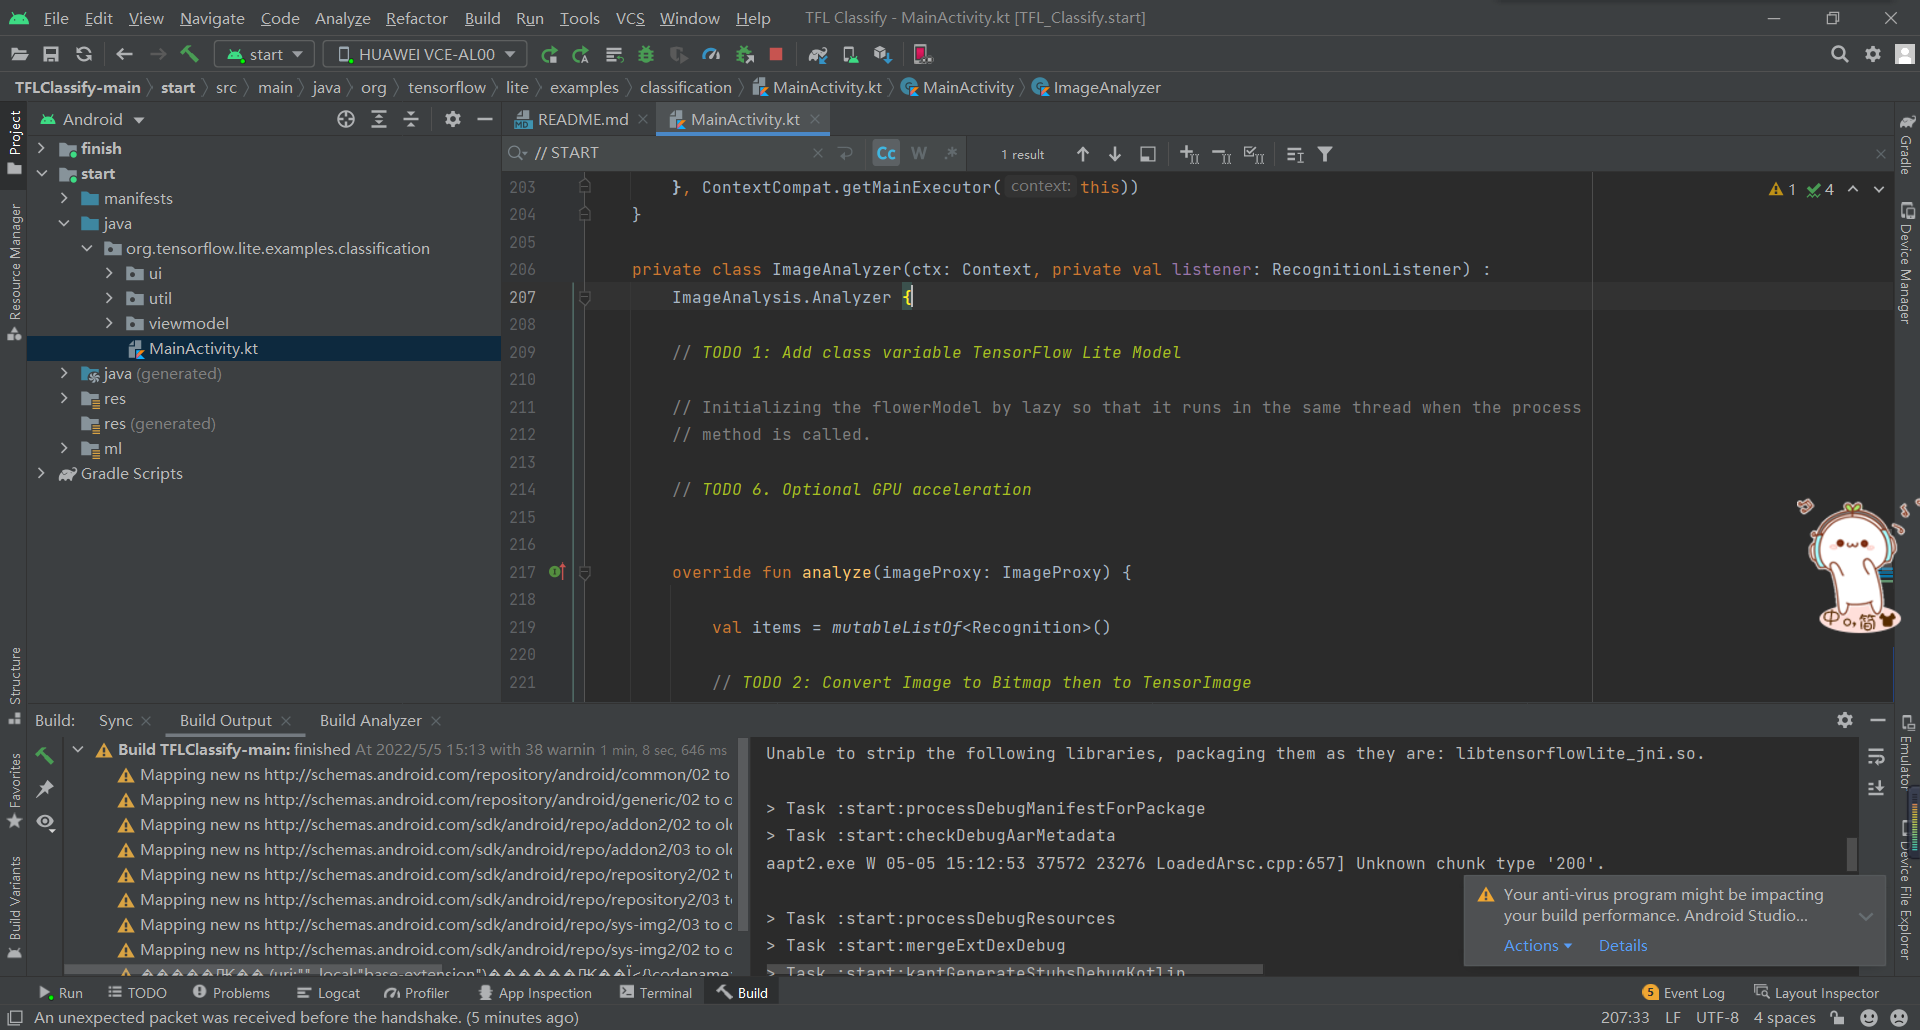 File Edit View Navigate Code Analyze Refactor Build Run Tools VCS Window Help TFL Classify - MainActivity.kt [TFL_Classify.start]
start HUAWEI VCE-AL00
TFLClassify-main start src main java org tensorflow lite examples classification MainActivity.kt MainActivity ImageAnalyzer
Android
README.md MainActivity.kt
// START Cc W .* 1 result
Project
Resource Manager
Structure
Favorites
Build Variants
finish
start
manifests
java
org.tensorflow.lite.examples.classification
ui
util
viewmodel
MainActivity.kt
java (generated)
res
res (generated)
ml
Gradle Scripts
203 }, ContextCompat.getMainExecutor( context: this))
204 }
205
206 private class ImageAnalyzer(ctx: Context, private val listener: RecognitionListener) :
207 ImageAnalysis.Analyzer {
208
209 // TODO 1: Add class variable TensorFlow Lite Model
210
211 // Initializing the flowerModel by lazy so that it runs in the same thread when the process
212 // method is called.
213
214 // TODO 6. Optional GPU acceleration
215
216
217 override fun analyze(imageProxy: ImageProxy) {
218
219 val items = mutableListOf<Recognition>()
220
221 // TODO 2: Convert Image to Bitmap then to TensorImage
1 4
中 o, 简
Gradle
Device Manager
Emulator
Device File Explorer
Build: Sync Build Output Build Analyzer
Build TFLClassify-main: finished At 2022/5/5 15:13 with 38 warnin 1 min, 8 sec, 646 ms
Mapping new ns http://schemas.android.com/repository/android/common/02 to
Mapping new ns http://schemas.android.com/repository/android/generic/02 to o
Mapping new ns http://schemas.android.com/sdk/android/repo/addon2/02 to old
Mapping new ns http://schemas.android.com/sdk/android/repo/addon2/03 to old
Mapping new ns http://schemas.android.com/sdk/android/repo/repository2/02 t
Mapping new ns http://schemas.android.com/sdk/android/repo/repository2/03 t
Mapping new ns http://schemas.android.com/sdk/android/repo/sys-img2/03 to o
Mapping new ns http://schemas.android.com/sdk/android/repo/sys-img2/02 to o
Unable to strip the following libraries, packaging them as they are: libtensorflowlite_jni.so.
> Task :start:processDebugManifestForPackage
> Task :start:checkDebugAarMetadata
aapt2.exe W 05-05 15:12:53 37572 23276 LoadedArsc.cpp:657] Unknown chunk type '200'.
> Task :start:processDebugResources
> Task :start:mergeExtDexDebug
> Task :start:kaptGenerateStubsDebugKotlin
Your anti-virus program might be impacting
your build performance. Android Studio...
Actions Details
Run TODO Problems Logcat Profiler App Inspection Terminal Build 5 Event Log Layout Inspector
An unexpected packet was received before the handshake. (5 minutes ago) 207:33 LF UTF-8 4 spaces